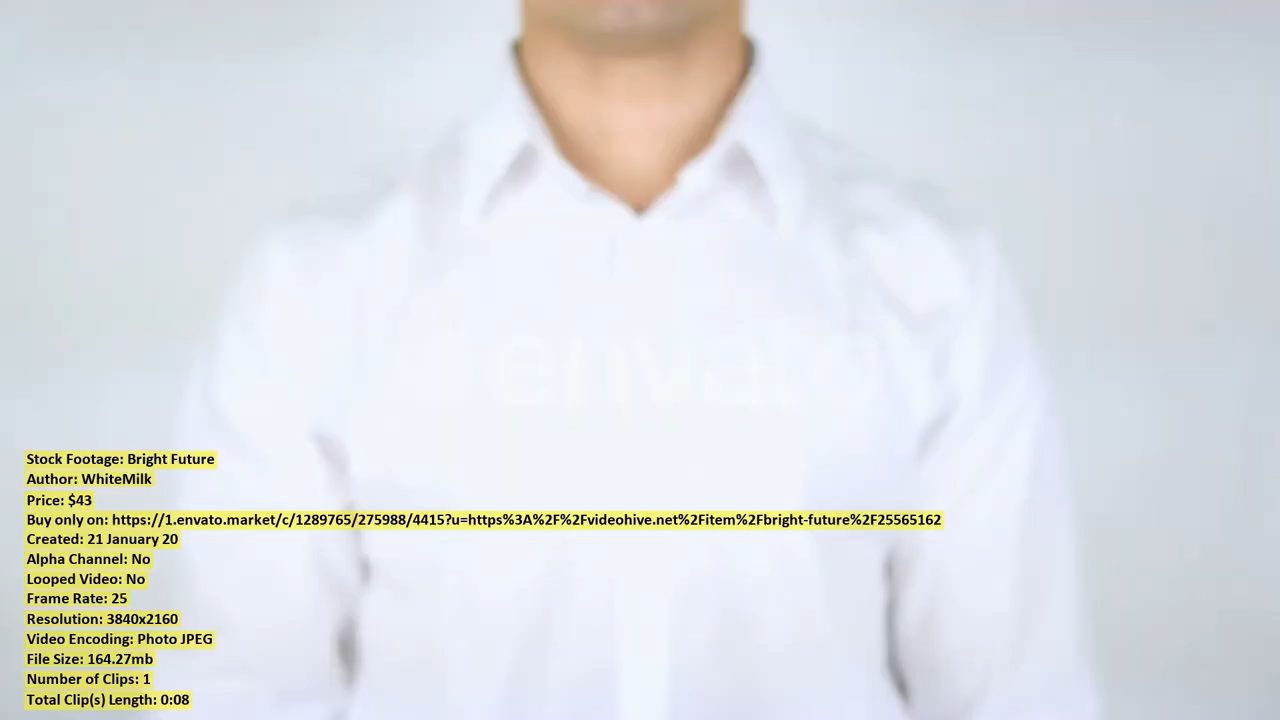 envato
Stock Footage: Bright Future
Author: WhiteMilk
Price: $43
Buy only on: https://1.envato.market/c/1289765/275988/4415?u=https%3A%2F%2Fvideohive.net%2Fitem%2Fbright-future%2F25565162
Created: 21 January 20
Alpha Channel: No
Looped Video: No
Frame Rate: 25
Resolution: 3840x2160
Video Encoding: Photo JPEG
File Size: 164.27mb
Number of Clips: 1
Total Clip(s) Length: 0:08